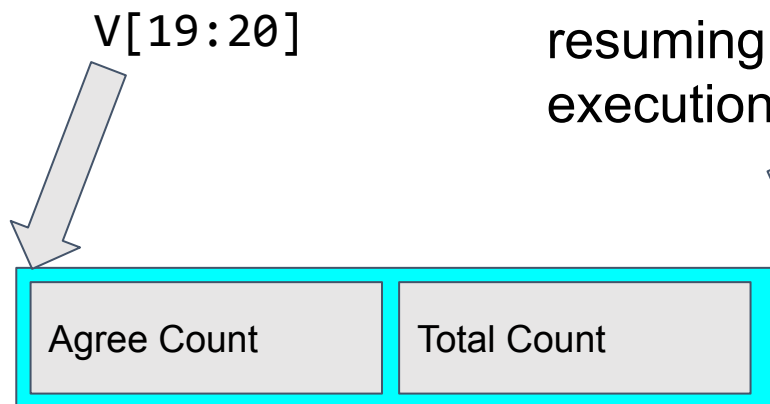 V[19:20]
resuming
execution
Agree Count
Total Count